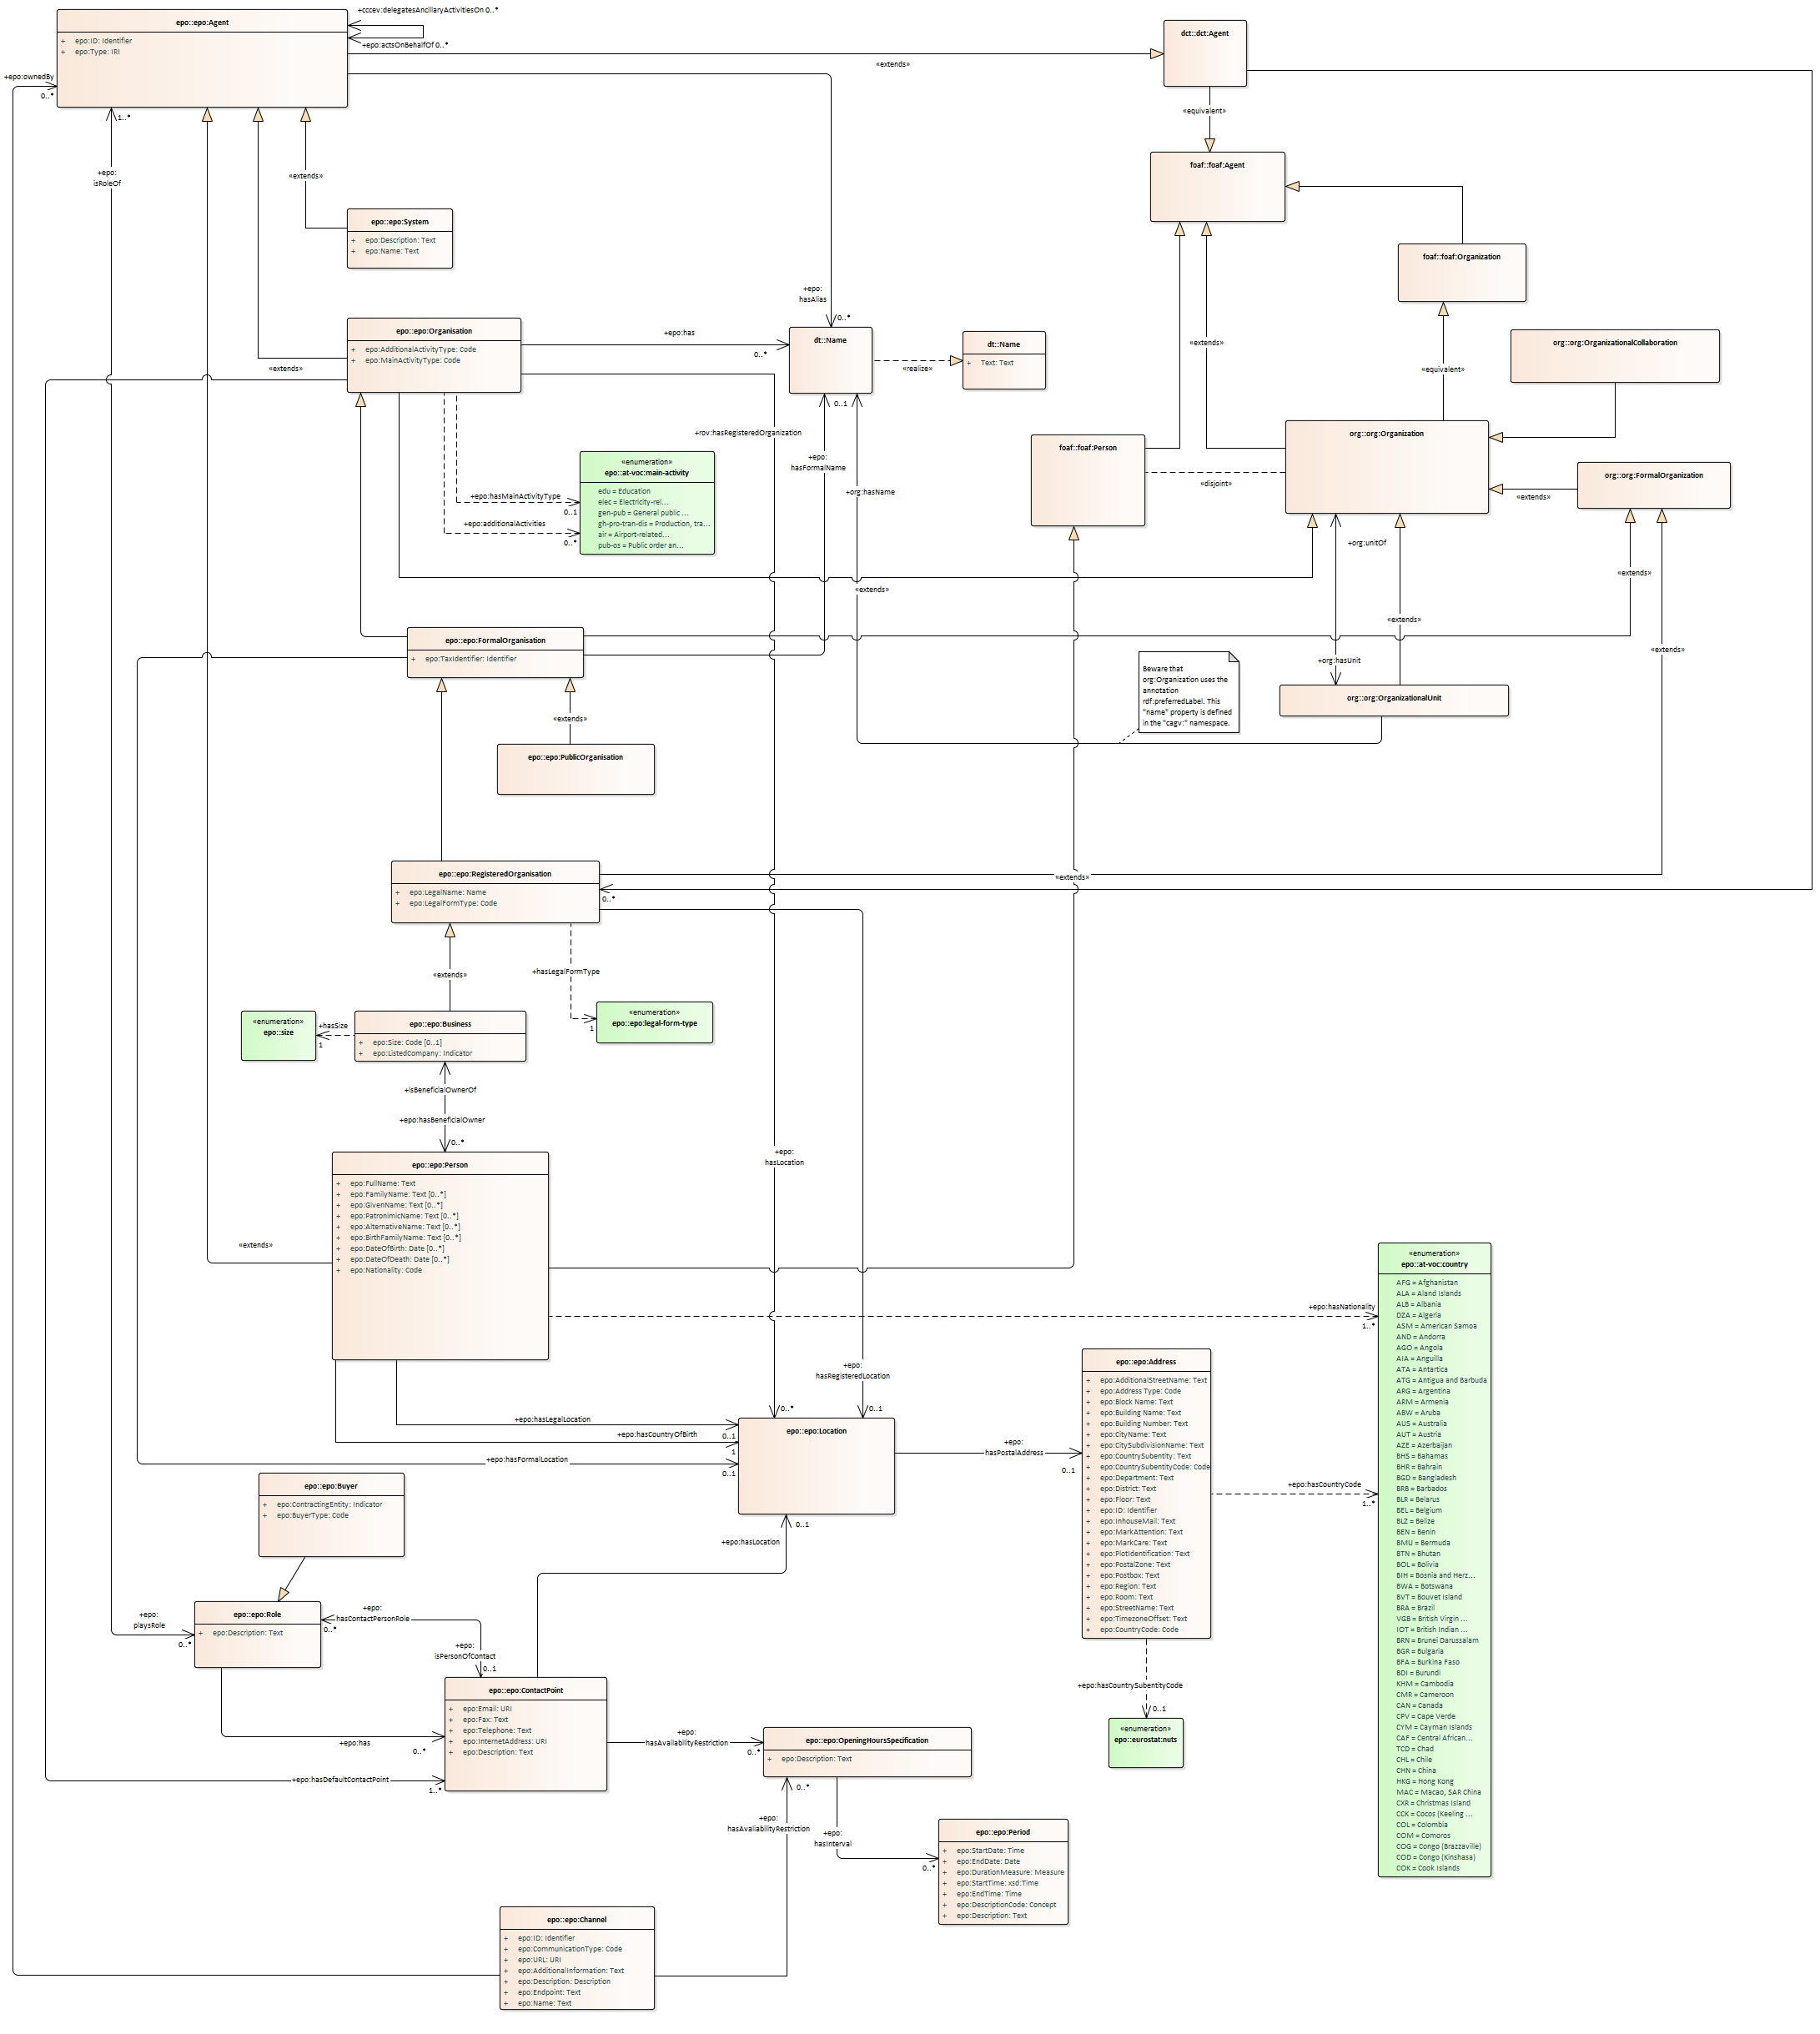 +cccev:delegatesAncillaryActivitiesOn 0..*
epo::epo:Agent
+ epo:ID: Identifier
+ epo:Type: IRI
+epo:actsOnBehalfOf 0..*
+epo:ownedBy
0..*
«extends»
dct::dct:Agent
«equivalent»
1..*
+epo:
isRoleOf
«extends»
foaf::foaf:Agent
epo::epo:System
+ epo:Description: Text
+ epo:Name: Text
foaf::foaf:Organization
+epo:
hasAlias
0..*
epo::epo:Organisation
+ epo:AdditionalActivityType: Code
+ epo:MainActivityType: Code
«extends»
+epo:has
0..*
dt::Name
0..1
«realize»
dt::Name
+ Text: Text
«extends»
«equivalent»
org::org:OrganizationalCollaboration
+rov:hasRegisteredOrganization
foaf::foaf:Person
org::org:Organization
«disjoint»
org::org:FormalOrganization
«extends»
«enumeration»
epo::at-voc:main-activity
edu = Education
elec = Electricity-rel...
gen-pub = General public ...
gh-pro-tran-dis = Production, tra...
air = Airport-related...
pub-os = Public order an...
+epo:hasMainActivityType
0..1
+epo:additionalActivities
0..*
+epo:
hasFormalName
+org:hasName
+org:unitOf
«extends»
«extends»
«extends»
+org:hasUnit
«extends»
epo::epo:FormalOrganisation
+ epo:TaxIdentifier: Identifier
Beware that
org:Organization uses the
annotation
rdf:preferredLabel. This
"name" property is defined
in the "cagv:" namespace.
org::org:OrganizationalUnit
«extends»
epo::epo:PublicOrganisation
epo::epo:RegisteredOrganisation
+ epo:LegalName: Name
+ epo:LegalFormType: Code
«extends»
0..*
«extends»
+hasLegalFormType
1
«enumeration»
epo::epo:legal-form-type
«enumeration»
epo::size
+hasSize
1
epo::epo:Business
+ epo:Size: Code [0..1]
+ epo:ListedCompany: Indicator
+isBeneficialOwnerOf
+epo:hasBeneficialOwner
0..*
+epo:
hasLocation
epo::epo:Person
+ epo:FullName: Text
+ epo:FamilyName: Text [0..*]
+ epo:GivenName: Text [0..*]
+ epo:PatronimicName: Text [0..*]
+ epo:AlternativeName: Text [0..*]
+ epo:BirthFamilyName: Text [0..*]
+ epo:DateOfBirth: Date [0..*]
+ epo:DateOfDeath: Date [0..*]
+ epo:Nationality: Code
«extends»
+epo:hasNationality
1..*
+epo:
hasRegisteredLocation
0..*
0..1
+epo:hasLegalLocation
0..1
+epo:hasCountryOfBirth
1
+epo:hasFormalLocation
0..1
epo::epo:Location
+epo:
hasPostalAddress
0..1
epo::epo:Address
+ epo:AdditionalStreetName: Text
+ epo:Address Type: Code
+ epo:Block Name: Text
+ epo:Building Name: Text
+ epo:Building Number: Text
+ epo:CityName: Text
+ epo:CitySubdivisionName: Text
+ epo:CountrySubentity: Text
+ epo:CountrySubentityCode: Code
+ epo:Department: Text
+ epo:District: Text
+ epo:Floor: Text
+ epo:ID: Identifier
+ epo:InhouseMail: Text
+ epo:MarkAttention: Text
+ epo:MarkCare: Text
+ epo:PlotIdentification: Text
+ epo:PostalZone: Text
+ epo:Postbox: Text
+ epo:Region: Text
+ epo:Room: Text
+ epo:StreetName: Text
+ epo:TimezoneOffset: Text
+ epo:CountryCode: Code
+epo:hasCountryCode
1..*
«enumeration»
epo::at-voc:country
AFG = Afghanistan
ALA = Aland Islands
ALB = Albania
DZA = Algeria
ASM = American Samoa
AND = Andorra
AGO = Angola
AIA = Anguilla
ATA = Antartica
ATG = Antigua and Barbuda
ARG = Argentina
ARM = Armenia
ABW = Aruba
AUS = Australia
AUT = Austria
AZE = Azerbaijan
BHS = Bahamas
BHR = Bahrain
BGD = Bangladesh
BRB = Barbados
BLR = Belarus
BEL = Belgium
BLZ = Belize
BEN = Benin
BMU = Bermuda
BTN = Bhutan
BOL = Bolivia
BIH = Bosnia and Herz...
BWA = Botswana
BVT = Bouvet Island
BRA = Brazil
VGB = British Virgin ...
IOT = British Indian ...
BRN = Brunei Darussalam
BGR = Bulgaria
BFA = Burkina Faso
BDI = Burundi
KHM = Cambodia
CMR = Cameroon
CAN = Canada
CPV = Cape Verde
CYM = Cayman Islands
CAF = Central African...
TCD = Chad
CHL = Chile
CHN = China
HKG = Hong Kong
MAC = Macao, SAR China
CXR = Christmas Island
CCK = Cocos (Keeling ...
COL = Colombia
COM = Comoros
COG = Congo (Brazzaville)
COD = Congo (Kinshasa)
COK = Cook Islands
epo::epo:Buyer
+ epo:ContractingEntity: Indicator
+ epo:BuyerType: Code
0..1
+epo:hasLocation
+epo:
playsRole
0..*
epo::epo:Role
+ epo:Description: Text
+epo:
hasContactPersonRole
0..*
+epo:
isPersonOfContact
0..1
+epo:hasCountrySubentityCode
0..1
«enumeration»
epo::eurostat:nuts
epo::epo:ContactPoint
+ epo:Email: URI
+ epo:Fax: Text
+ epo:Telephone: Text
+ epo:InternetAddress: URI
+ epo:Description: Text
+epo:has
0..*
+epo:hasDefaultContactPoint
1..*
+epo:
hasAvailabilityRestriction
0..*
epo::epo:OpeningHoursSpecification
+ epo:Description: Text
0..*
+epo:
hasAvaliabilityRestriction
+epo:
hasInterval
0..*
epo::epo:Period
+ epo:StartDate: Time
+ epo:EndDate: Date
+ epo:DurationMeasure: Measure
+ epo:StartTime: xsd:Time
+ epo:EndTime: Time
+ epo:DescriptionCode: Concept
+ epo:Description: Text
epo::epo:Channel
+ epo:ID: Identifier
+ epo:CommunicationType: Code
+ epo:URL: URI
+ epo:AdditionalInformation: Text
+ epo:Description: Description
+ epo:Endpoint: Text
+ epo:Name: Text